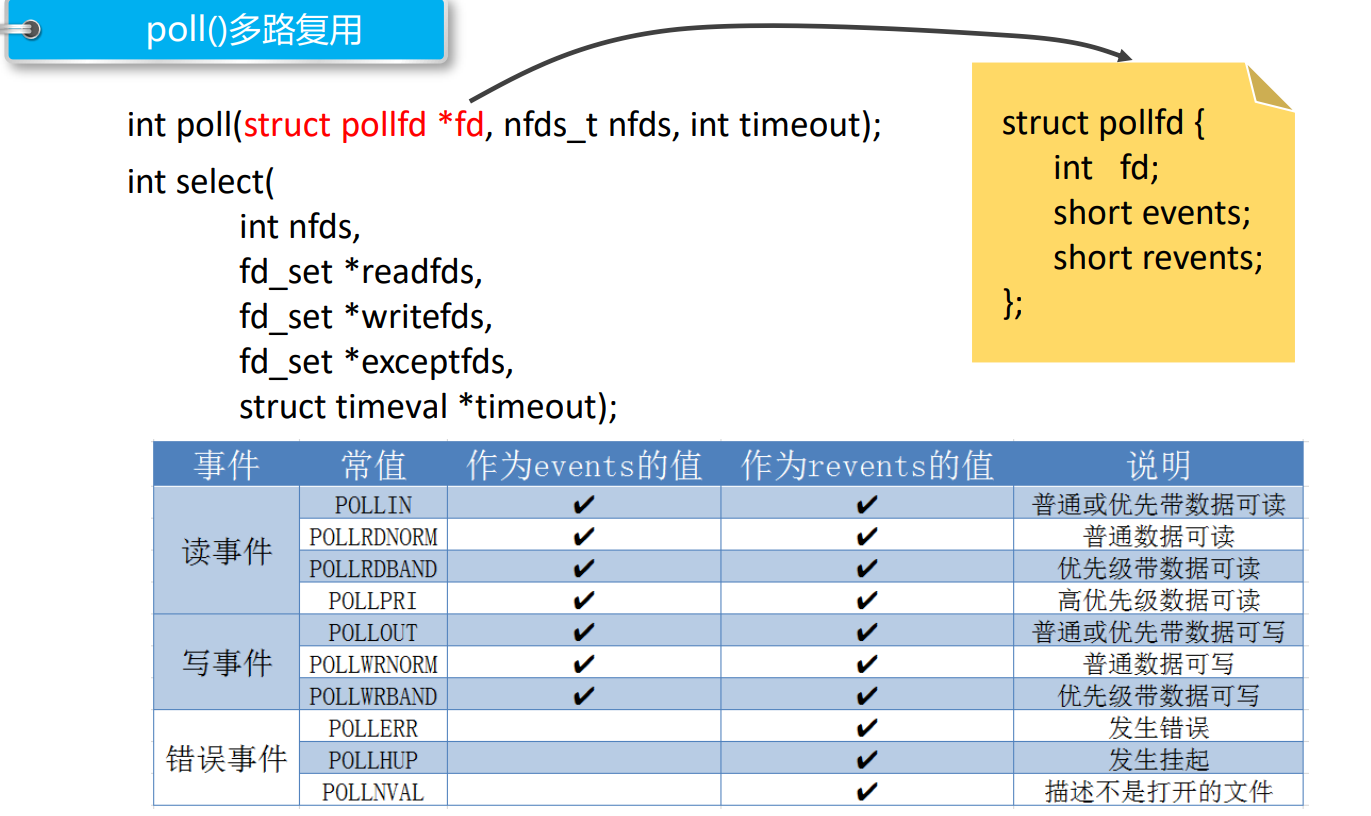 poll()多路复用
int poll(struct pollfd *fd, nfds_t nfds, int timeout);
int select(
int nfds,
fd_set *readfds,
fd_set *writefds,
fd_set *exceptfds,
struct timeval *timeout);
struct pollfd {
int fd;
short events;
short revents;
};
事件 常值 作为events的值 作为revents的值 说明
读事件
POLLIN ✔ ✔ 普通或优先带数据可读
POLLRDNORM ✔ ✔ 普通数据可读
POLLRDBAND ✔ ✔ 优先级带数据可读
POLLPRI ✔ ✔ 高优先级数据可读
写事件
POLLOUT ✔ ✔ 普通或优先带数据可写
POLLWRNORM ✔ ✔ 普通数据可写
POLLWRBAND ✔ ✔ 优先级带数据可写
错误事件
POLLERR ✔ 发生错误
POLLHUP ✔ 发生挂起
POLLNVAL ✔ 描述不是打开的文件